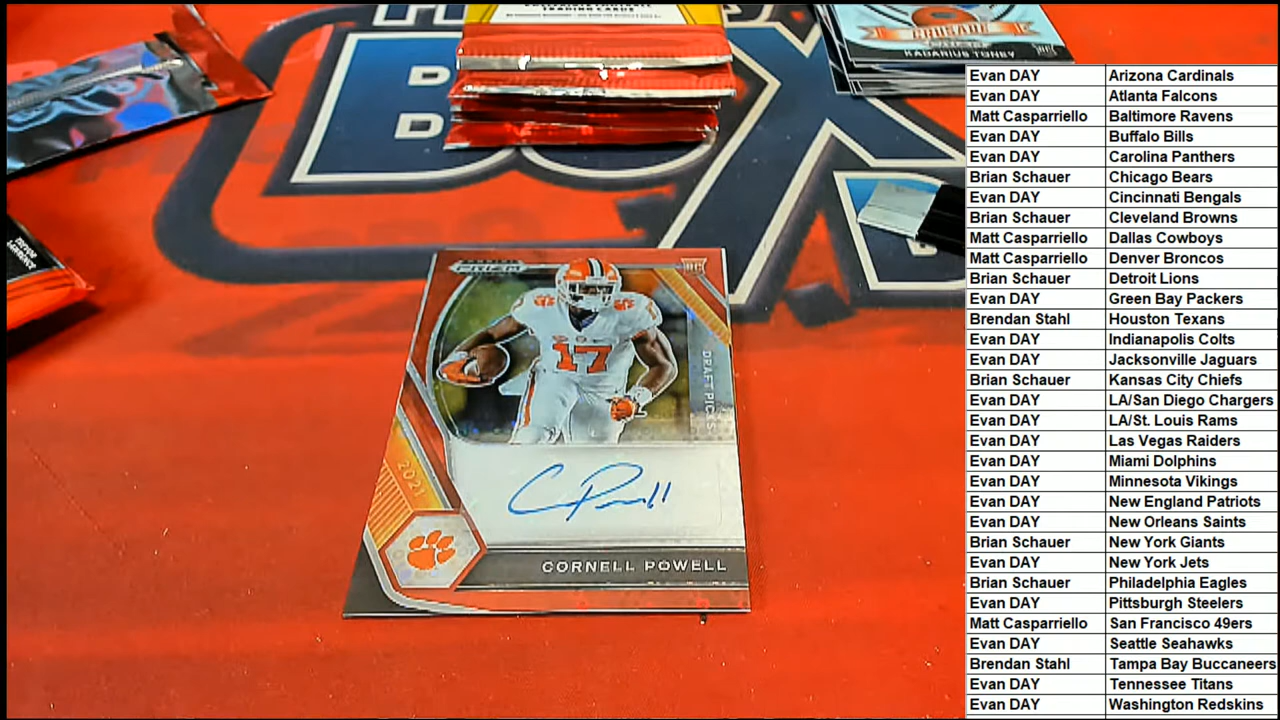 COLLEGIATE FOOTBALL
TRADING CARDS
CRUSADE
KADARIUS TONEY
RC
PRIZM
RC
17
DRAFT PICKS
2021
C Powell
CORNELL POWELL
Evan DAY Arizona Cardinals
Evan DAY Atlanta Falcons
Matt Casparriello Baltimore Ravens
Evan DAY Buffalo Bills
Evan DAY Carolina Panthers
Brian Schauer Chicago Bears
Evan DAY Cincinnati Bengals
Brian Schauer Cleveland Browns
Matt Casparriello Dallas Cowboys
Matt Casparriello Denver Broncos
Brian Schauer Detroit Lions
Evan DAY Green Bay Packers
Brendan Stahl Houston Texans
Evan DAY Indianapolis Colts
Evan DAY Jacksonville Jaguars
Brian Schauer Kansas City Chiefs
Evan DAY LA/San Diego Chargers
Evan DAY LA/St. Louis Rams
Evan DAY Las Vegas Raiders
Evan DAY Miami Dolphins
Evan DAY Minnesota Vikings
Evan DAY New England Patriots
Evan DAY New Orleans Saints
Brian Schauer New York Giants
Evan DAY New York Jets
Brian Schauer Philadelphia Eagles
Evan DAY Pittsburgh Steelers
Matt Casparriello San Francisco 49ers
Evan DAY Seattle Seahawks
Brendan Stahl Tampa Bay Buccaneers
Evan DAY Tennessee Titans
Evan DAY Washington Redskins